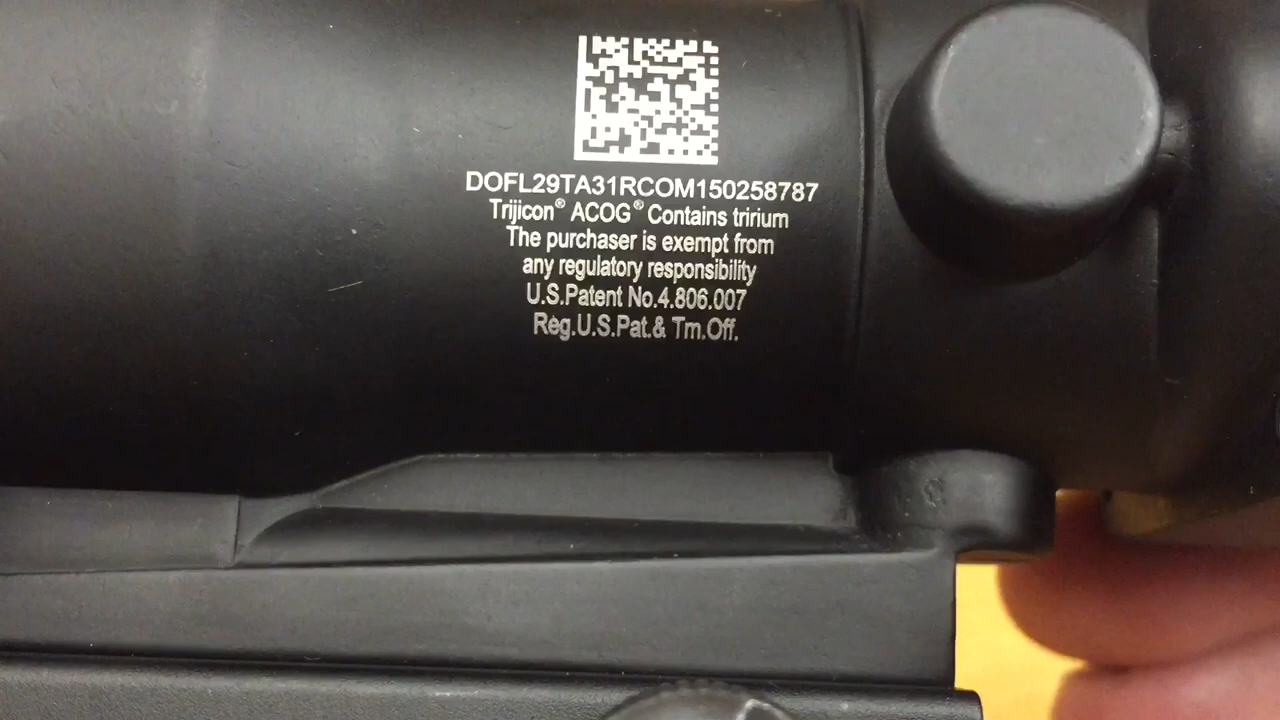 DOFL29TA31RCOM150258787
Trijicon® ACOG® Contains tririum
The purchaser is exempt from
any regulatory responsibility
U.S.Patent No.4.806.007
Reg.U.S.Pat.& Tm.Off.